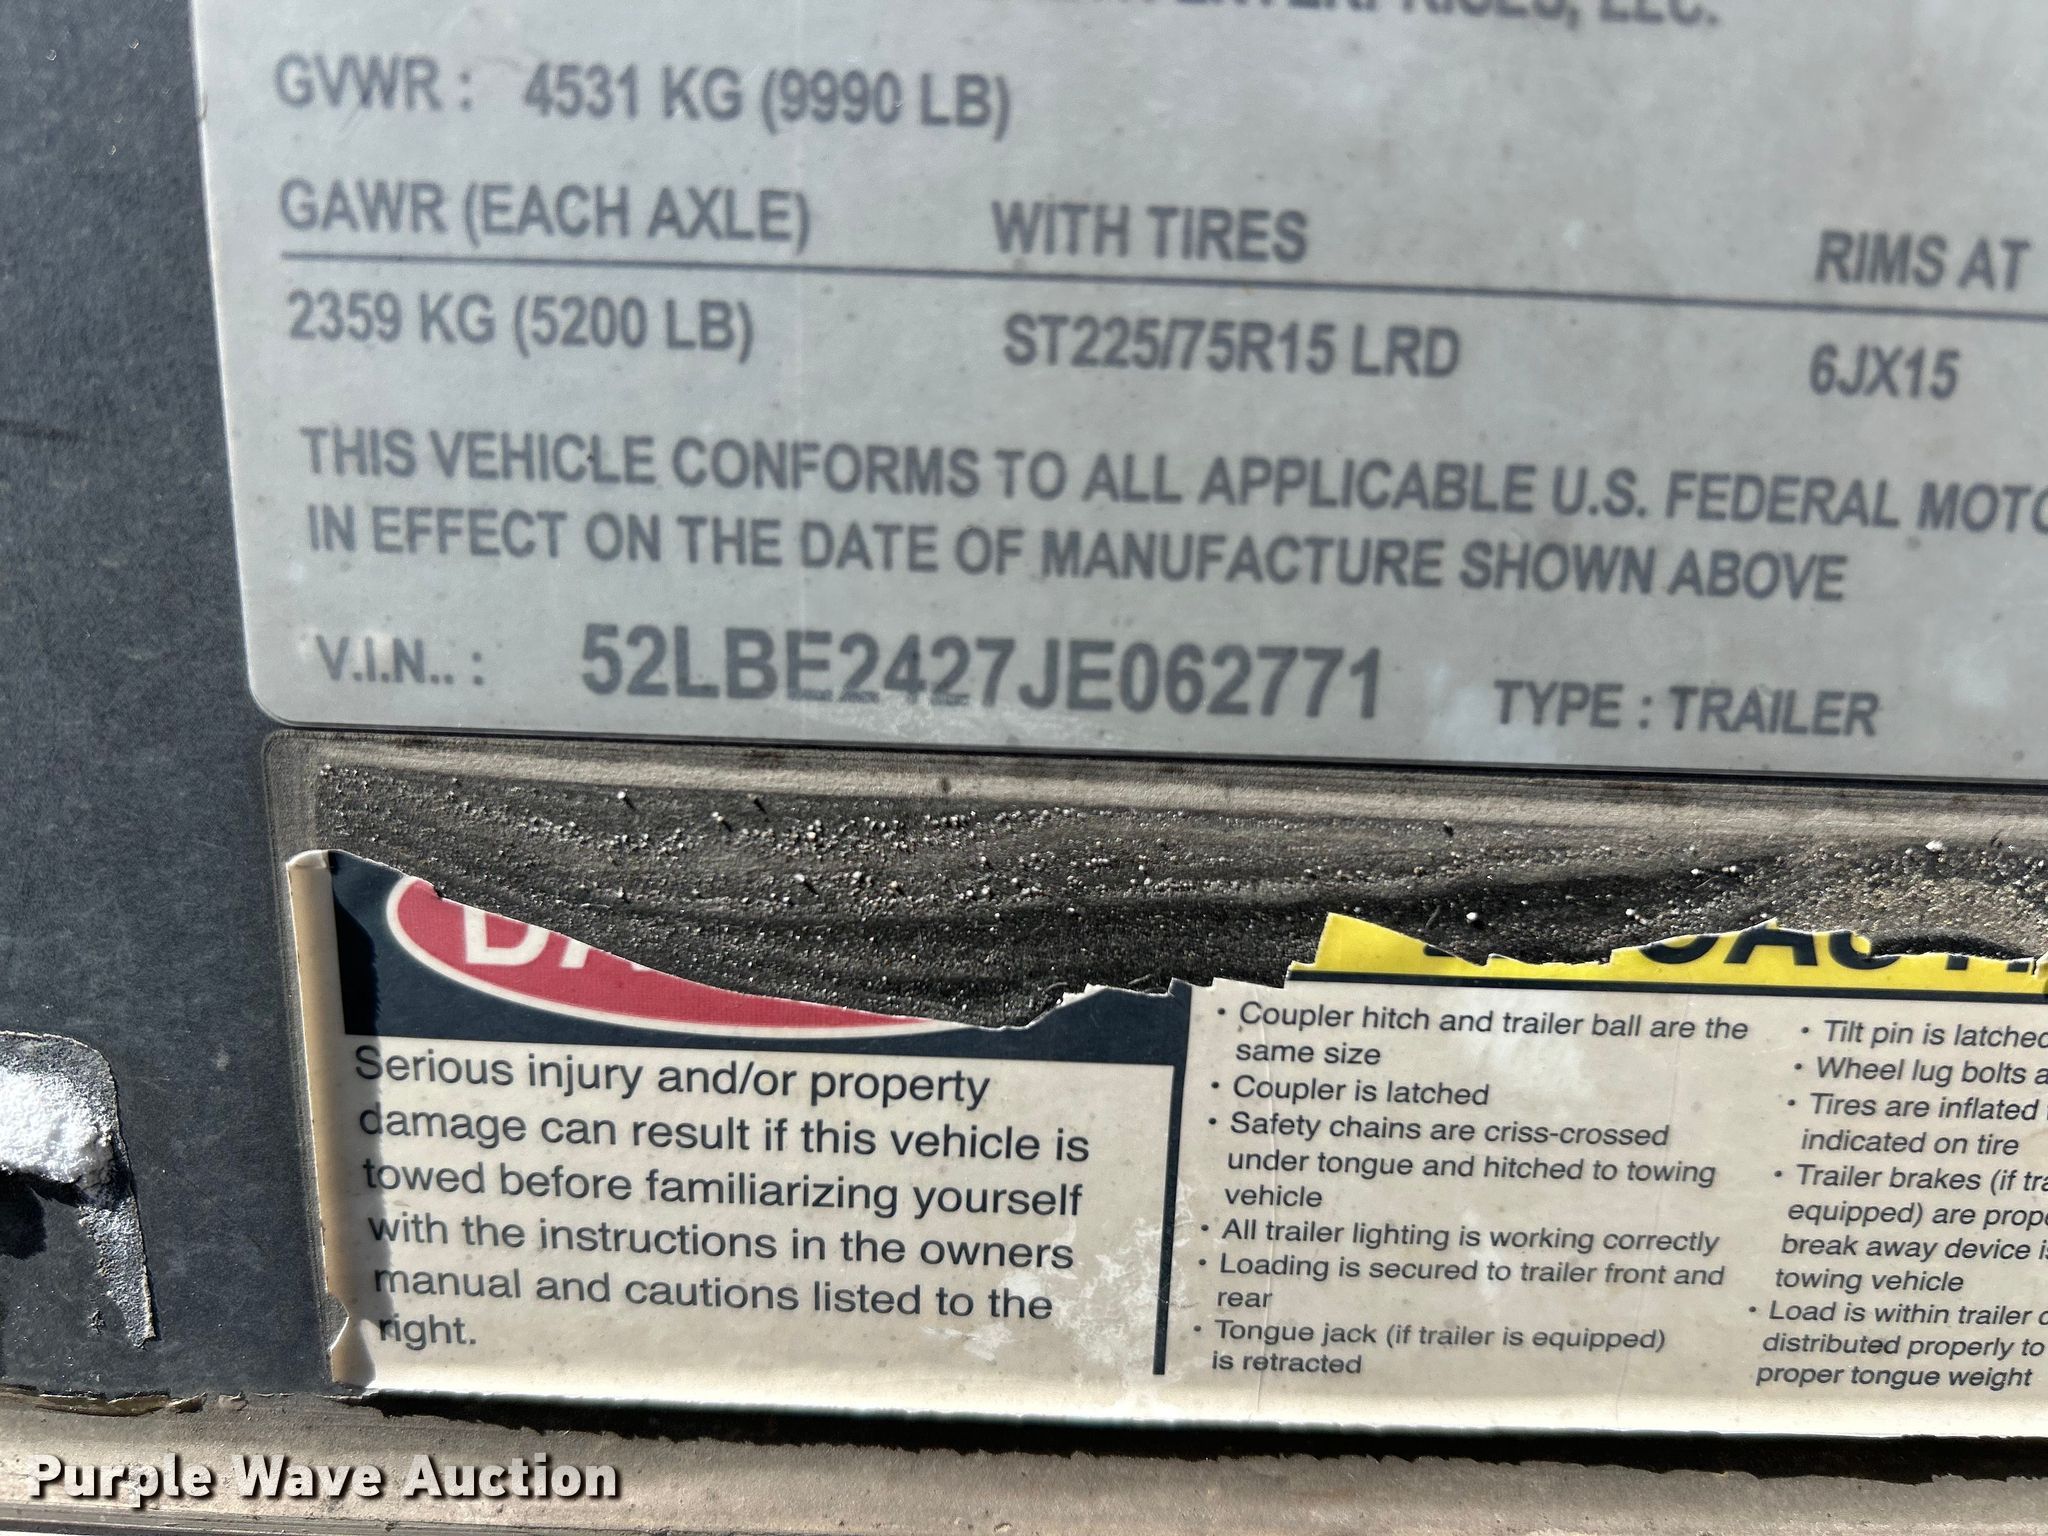 ENTERPRISES, LLC.
GVWR : 4531 KG (9990 LB)
GAWR (EACH AXLE) WITH TIRES RIMS AT
2359 KG (5200 LB) ST225/75R15 LRD 6JX15
THIS VEHICLE CONFORMS TO ALL APPLICABLE U.S. FEDERAL MOTO
IN EFFECT ON THE DATE OF MANUFACTURE SHOWN ABOVE
V.I.N.. : 52LBE2427JE062771 TYPE : TRAILER
Serious injury and/or property
damage can result if this vehicle is
towed before familiarizing yourself
with the instructions in the owners
manual and cautions listed to the
right.
• Coupler hitch and trailer ball are the
same size
• Coupler is latched
• Safety chains are criss-crossed
under tongue and hitched to towing
vehicle
• All trailer lighting is working correctly
• Loading is secured to trailer front and
rear
• Tongue jack (if trailer is equipped)
is retracted
• Tilt pin is latched
• Wheel lug bolts a
• Tires are inflated
indicated on tire
• Trailer brakes (if tra
equipped) are prope
break away device is
towing vehicle
• Load is within trailer c
distributed properly to
proper tongue weight
Purple Wave Auction